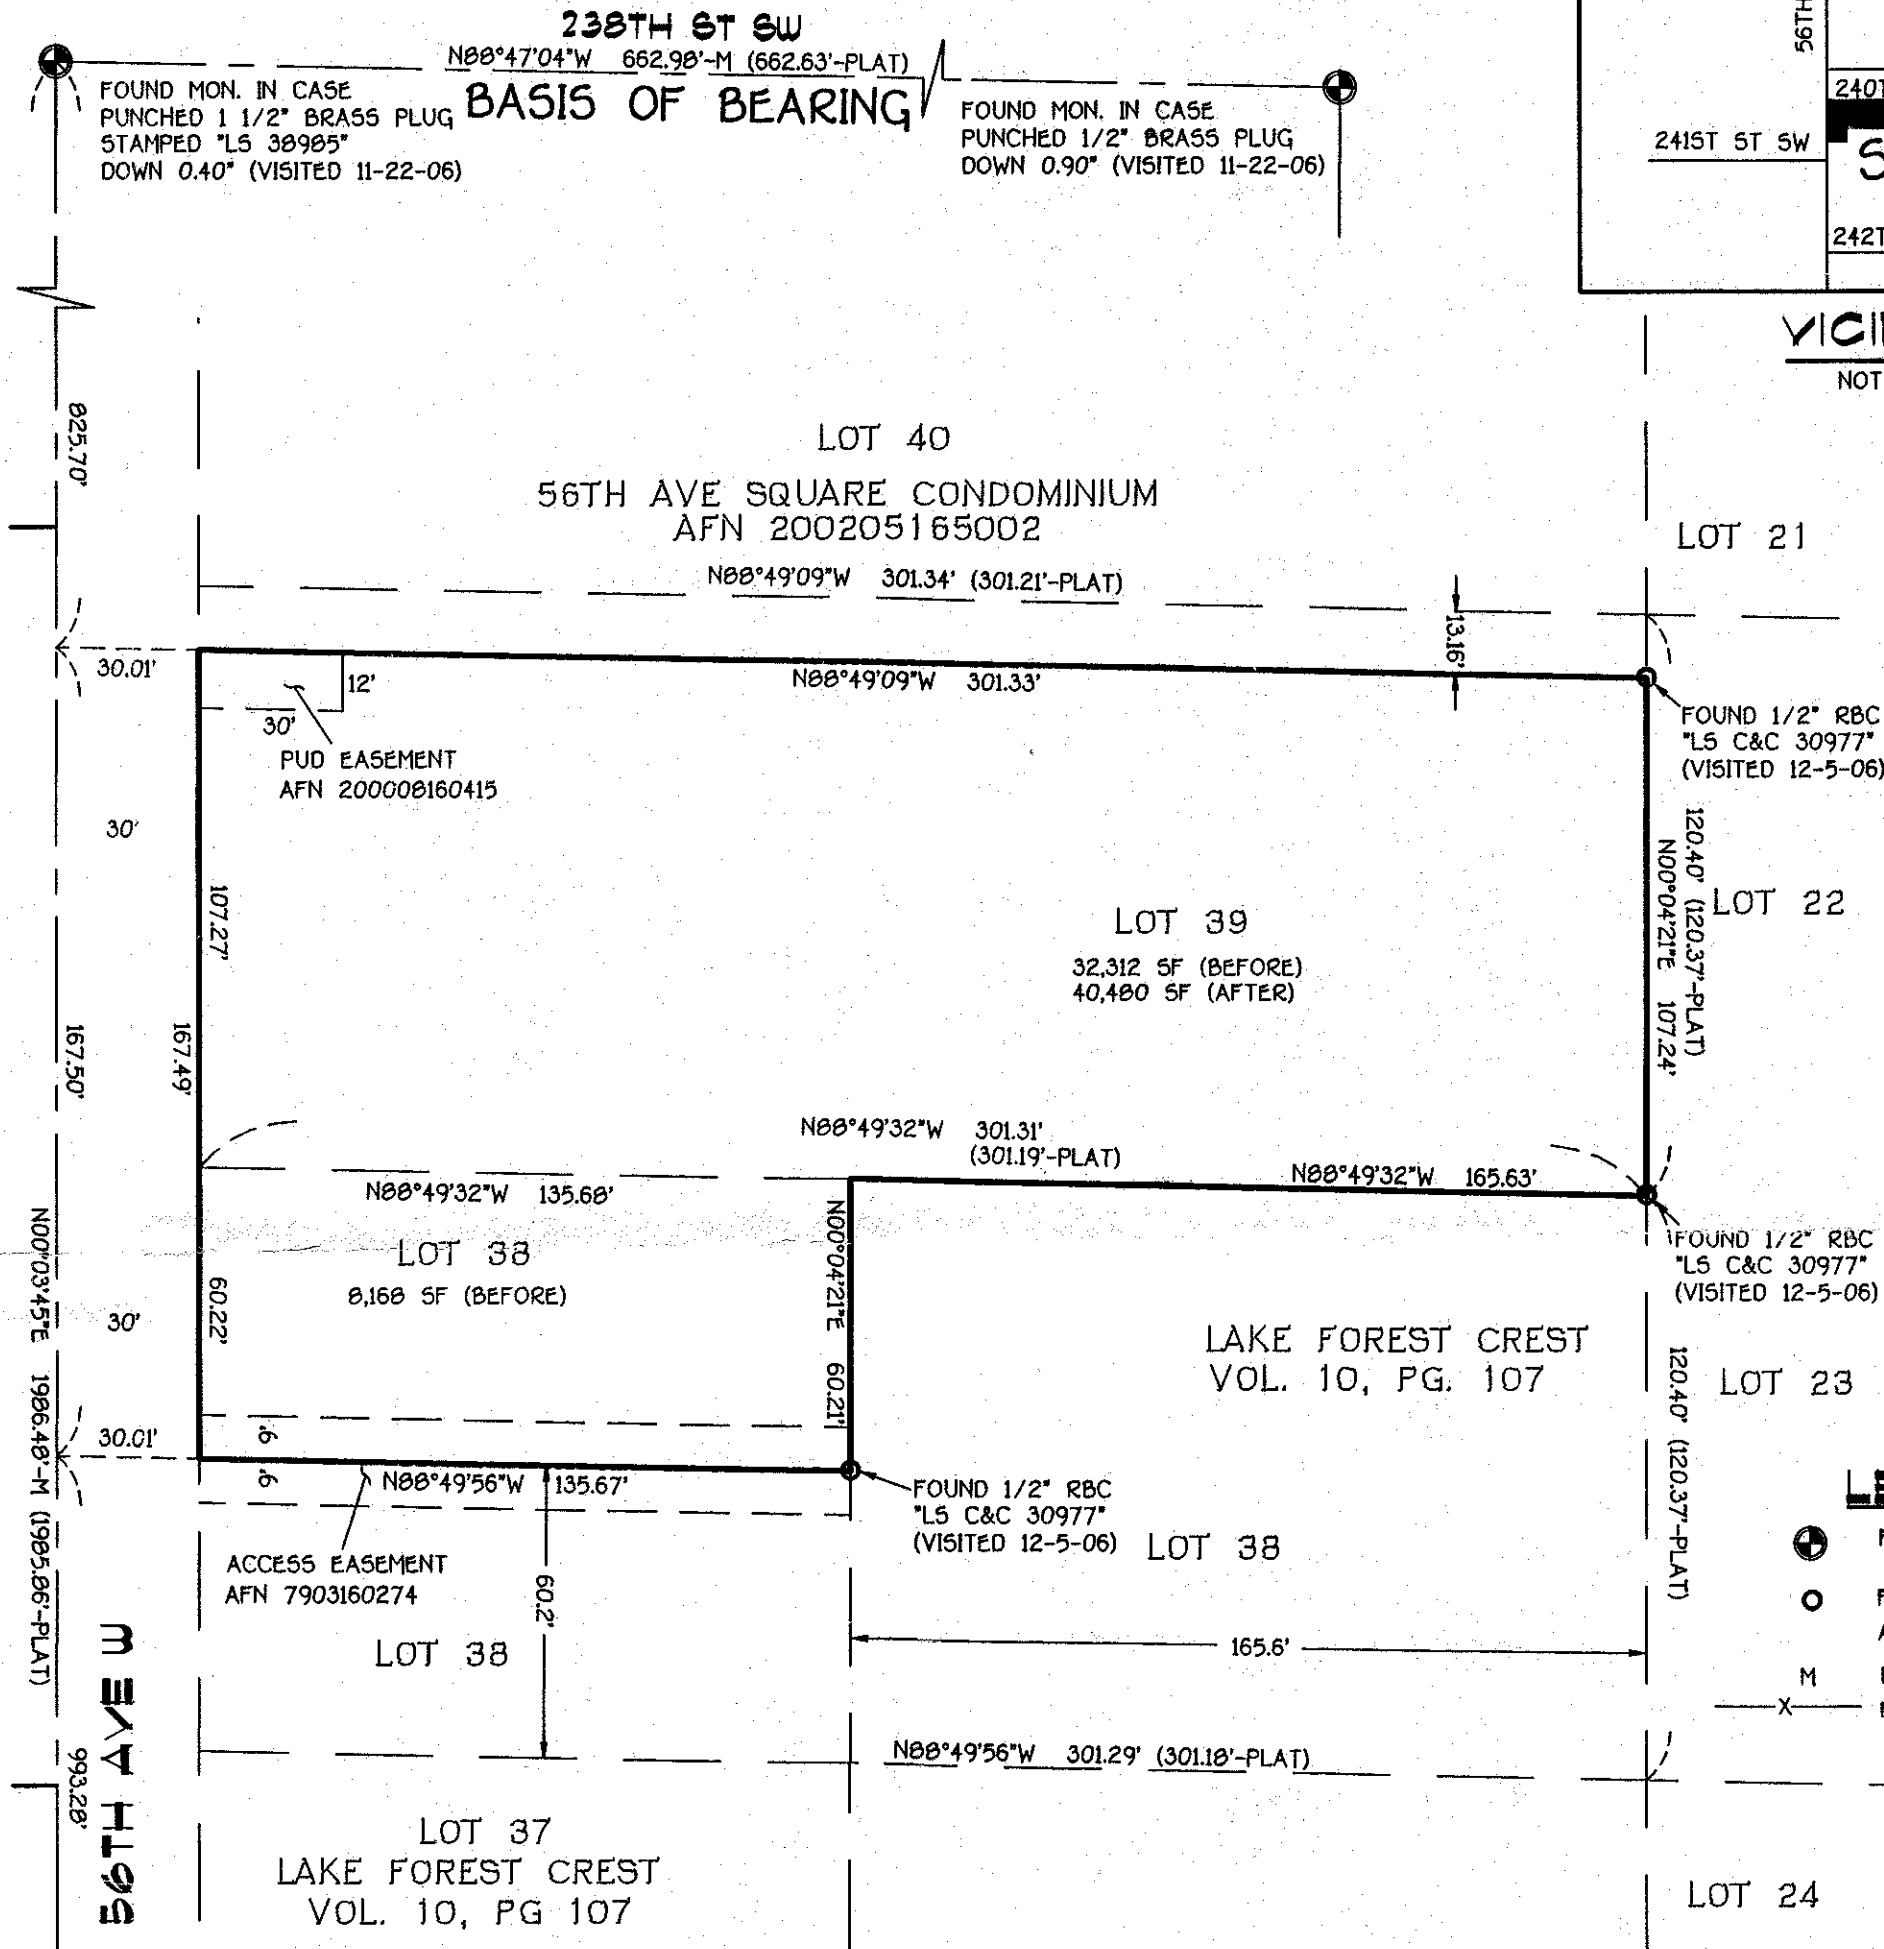 238TH ST SW
N88°47'04"W 662.98'-M (662.63'-PLAT)
BASIS OF BEARING
FOUND MON. IN CASE
PUNCHED 1 1/2" BRASS PLUG
STAMPED "LS 38985"
DOWN 0.40" (VISITED 11-22-06)
FOUND MON. IN CASE
PUNCHED 1/2" BRASS PLUG
DOWN 0.90" (VISITED 11-22-06)
56TH
240T
241ST ST SW
S
242T
VICI
NOT
825.70'
LOT 40
56TH AVE SQUARE CONDOMINIUM
AFN 200205165002
LOT 21
N88°49'09"W 301.34' (301.21'-PLAT)
13.16'
30.01'
12'
30'
N88°49'09"W 301.33'
PUD EASEMENT
AFN 200008160415
FOUND 1/2" RBC
"LS C&C 30977"
(VISITED 12-5-06)
30'
107.27'
120.40' (120.37'-PLAT)
N00°04'21"E 107.24'
LOT 22
LOT 39
32,312 SF (BEFORE)
40,480 SF (AFTER)
167.50'
167.49'
N88°49'32"W 301.31'
(301.19'-PLAT)
N88°49'32"W 165.63'
N88°49'32"W 135.68'
LOT 38
8,168 SF (BEFORE)
N00°04'21"E 60.21'
FOUND 1/2" RBC
"LS C&C 30977"
(VISITED 12-5-06)
N00°03'45"E 1986.48'-M (1985.86'-PLAT)
30'
60.22'
LAKE FOREST CREST
VOL. 10, PG. 107
120.40' (120.37'-PLAT)
LOT 23
30.01'
6'
6'
N88°49'56"W 135.67'
FOUND 1/2" RBC
"LS C&C 30977"
(VISITED 12-5-06)
LOT 38
ACCESS EASEMENT
AFN 7903160274
60.2'
LOT 38
165.6'
M
X
56TH AVE W
993.28'
N88°49'56"W 301.29' (301.18'-PLAT)
LOT 37
LAKE FOREST CREST
VOL. 10, PG 107
LOT 24